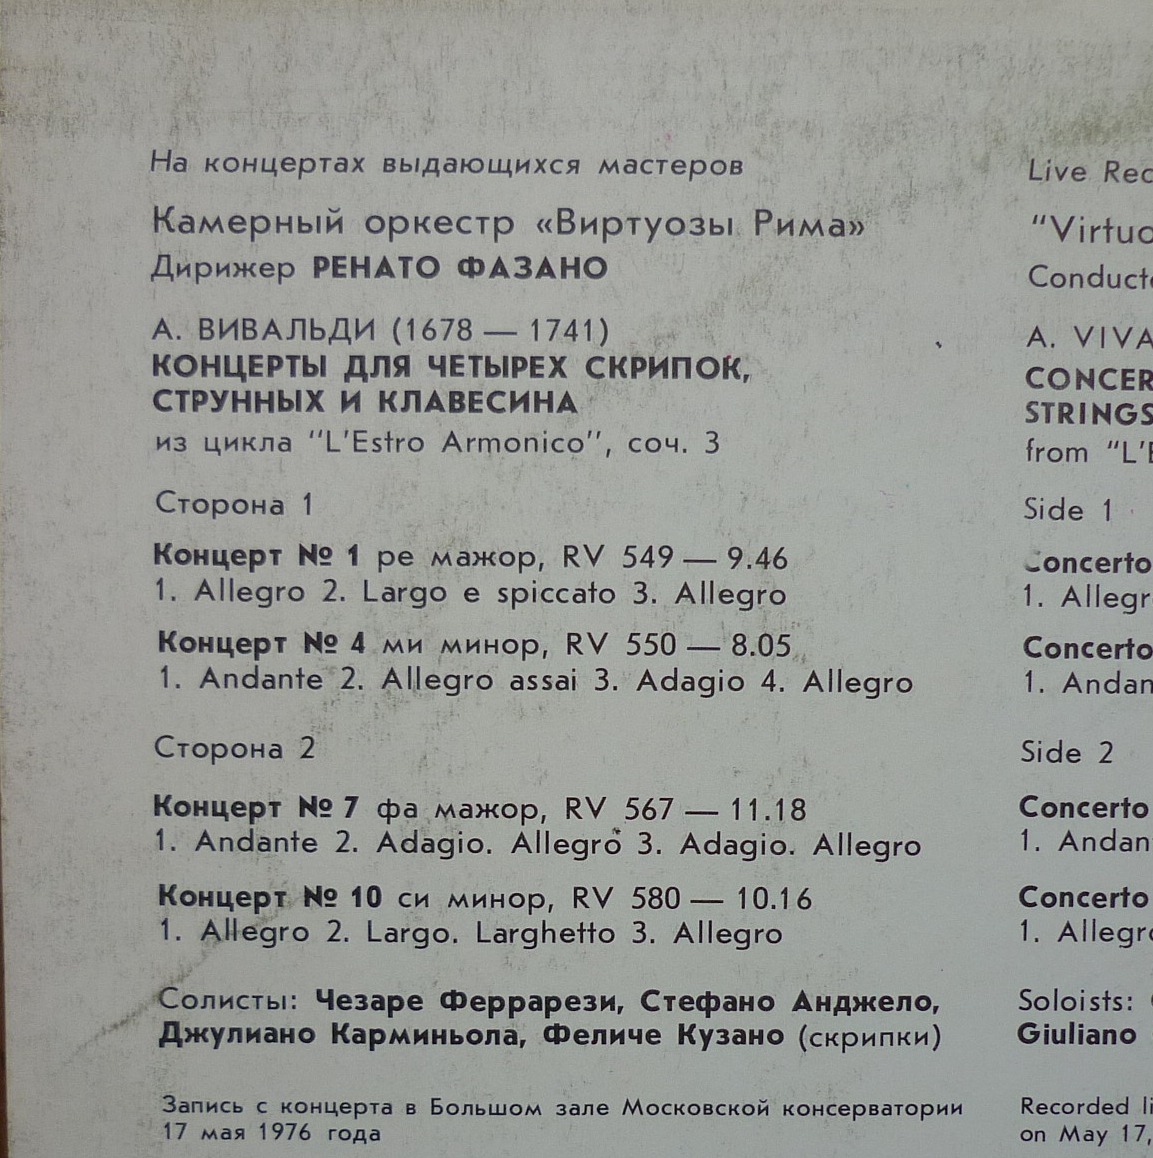 На концертах выдающихся мастеров
Камерный оркестр «Виртуозы Рима»
Дирижер РЕНАТО ФАЗАНО
А. ВИВАЛЬДИ (1678 — 1741)
КОНЦЕРТЫ ДЛЯ ЧЕТЫРЕХ СКРИПОК,
СТРУННЫХ И КЛАВЕСИНА
из цикла "L'Estro Armonico", соч. 3
Сторона 1
Концерт № 1 ре мажор, RV 549 — 9.46
1. Allegro 2. Largo e spiccato 3. Allegro
Концерт № 4 ми минор, RV 550 — 8.05
1. Andante 2. Allegro assai 3. Adagio 4. Allegro
Сторона 2
Концерт № 7 фа мажор, RV 567 — 11.18
1. Andante 2. Adagio. Allegro 3. Adagio. Allegro
Концерт № 10 си минор, RV 580 — 10.16
1. Allegro 2. Largo. Larghetto 3. Allegro
Солисты: Чезаре Феррарези, Стефано Анджело,
Джулиано Карминьола, Феличе Кузано (скрипки)
Запись с концерта в Большом зале Московской консерватории
17 мая 1976 года
Live Rec
"Virtuo
Conducto
A. VIVA
CONCER
STRINGS
from "L'E
Side 1
Concerto
1. Allegr
Concerto
1. Andan
Side 2
Concerto
1. Andan
Concerto
1. Allegro
Soloists:
Giuliano
Recorded li
on May 17,